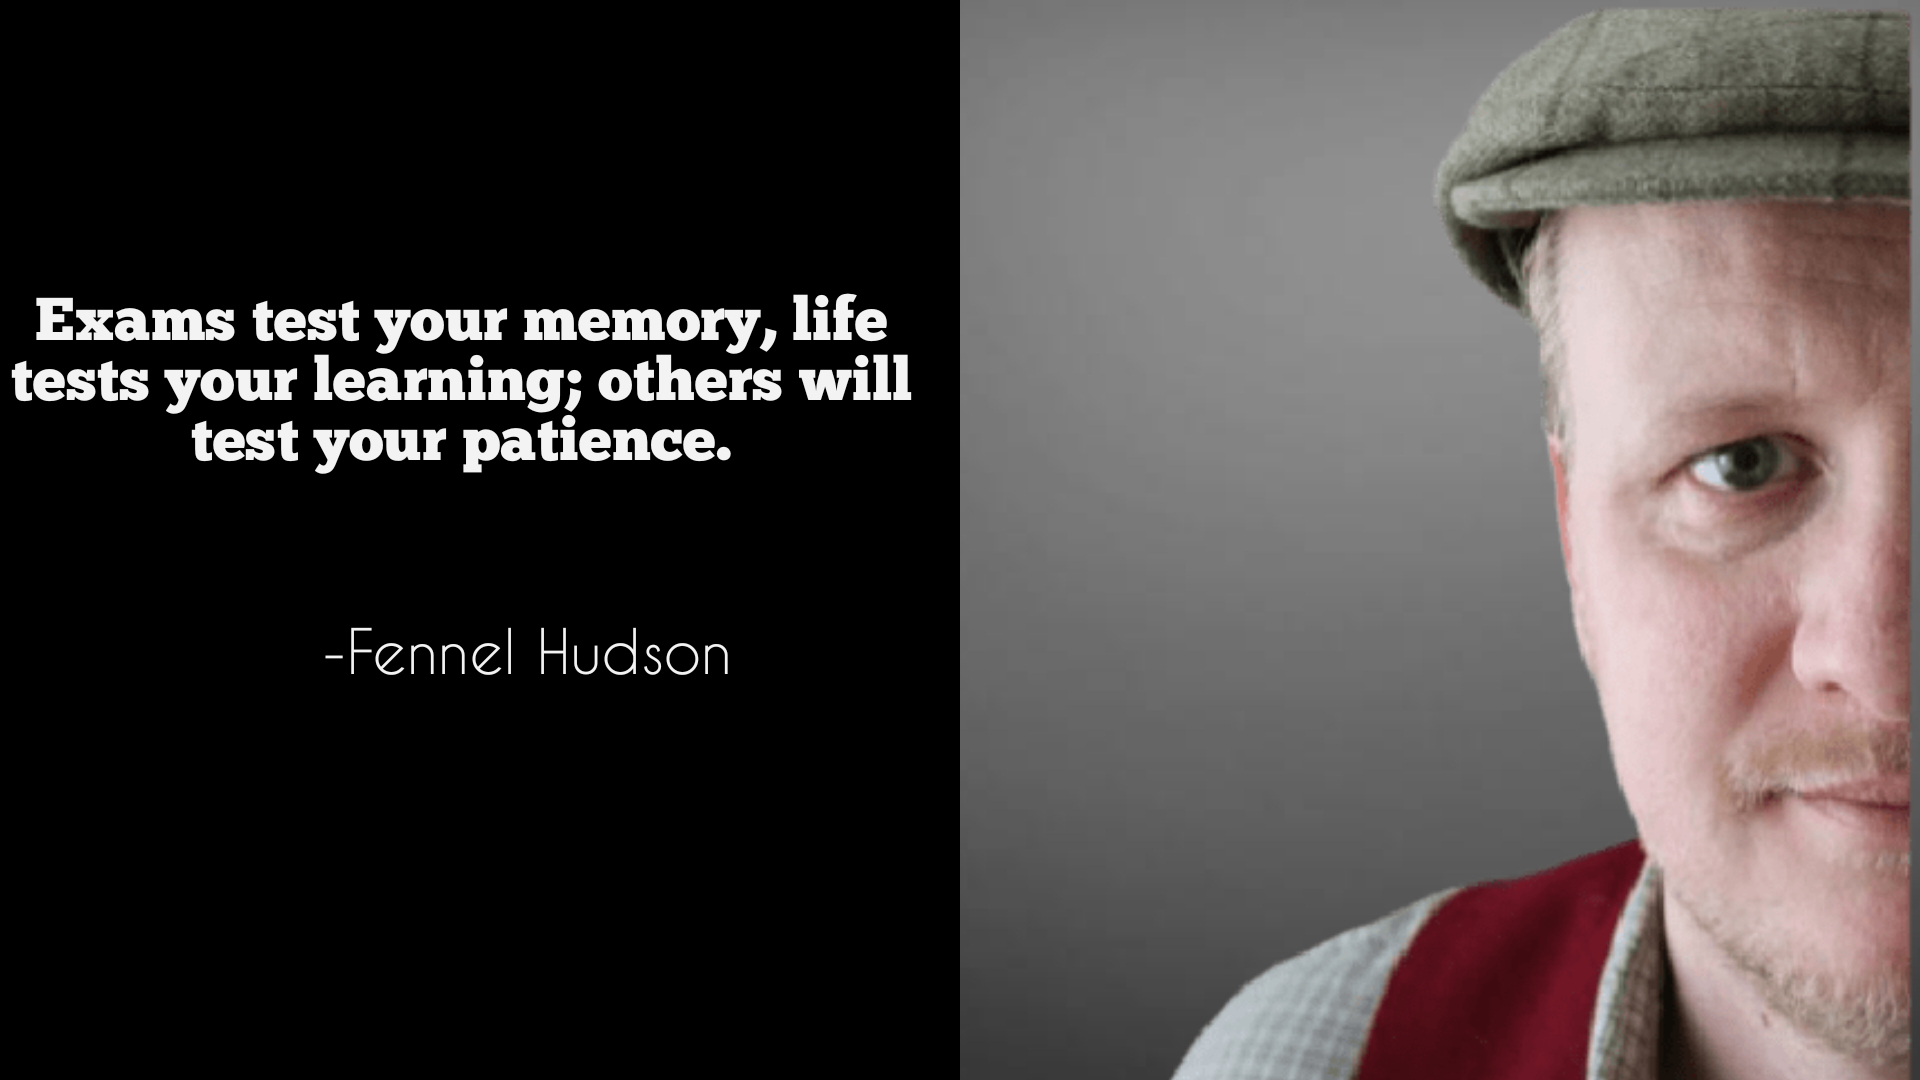 Exams test your memory, life
tests your learning; others will
test your patience.
-Fennel Hudson